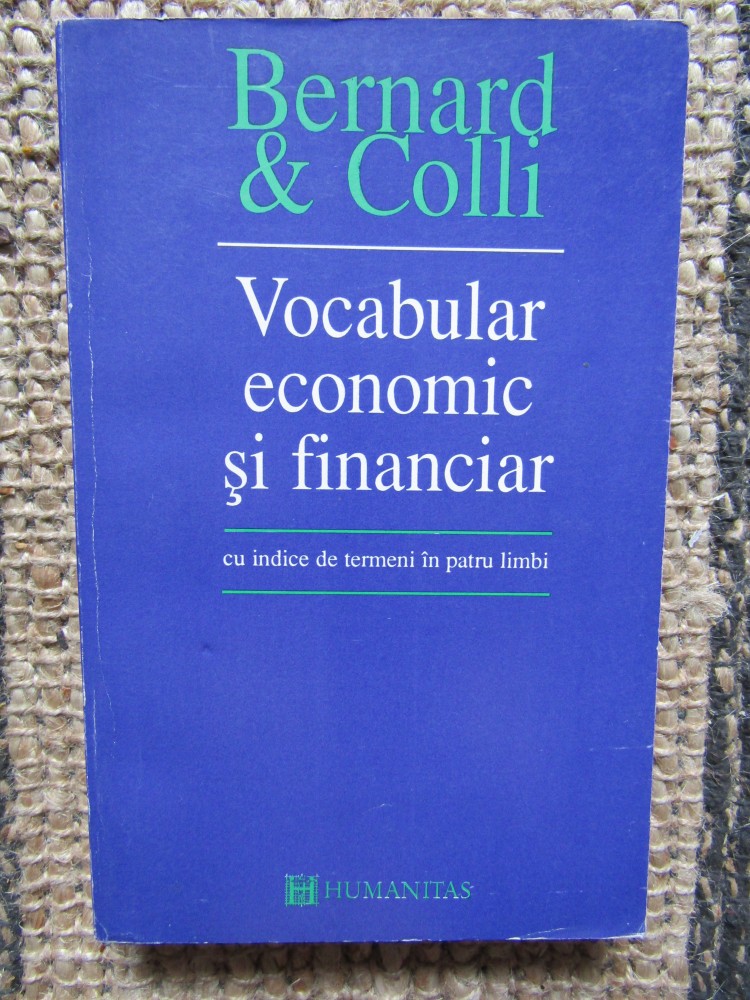 Bernard
& Colli
Vocabular
economic
şi financiar
cu indice de termeni în patru limbi
HUMANITAS